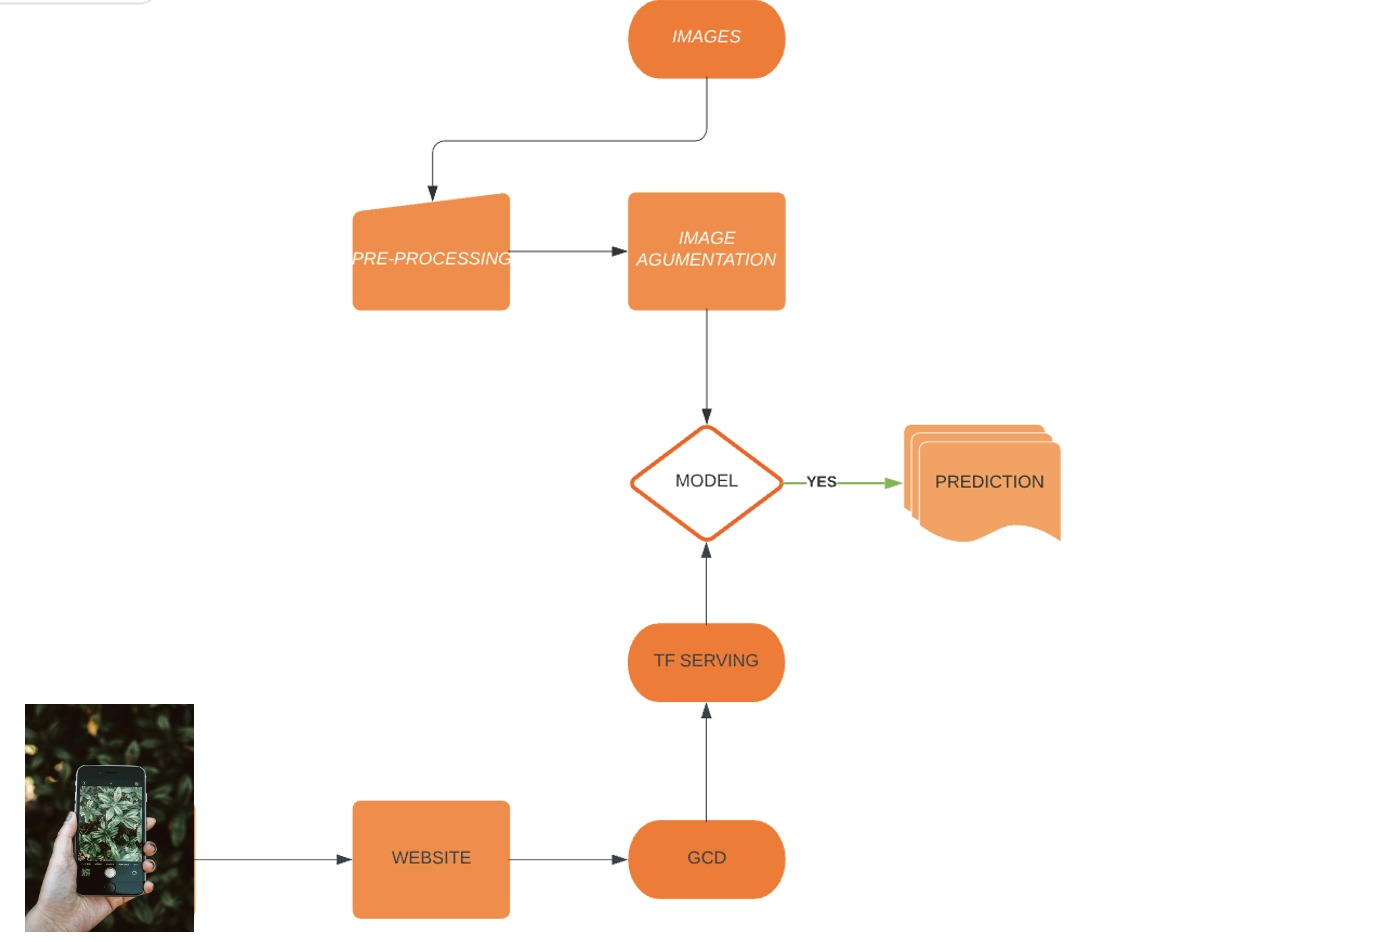 IMAGES
PRE-PROCESSING
IMAGE
AGUMENTATION
MODEL
YES
PREDICTION
TF SERVING
WEBSITE
GCD